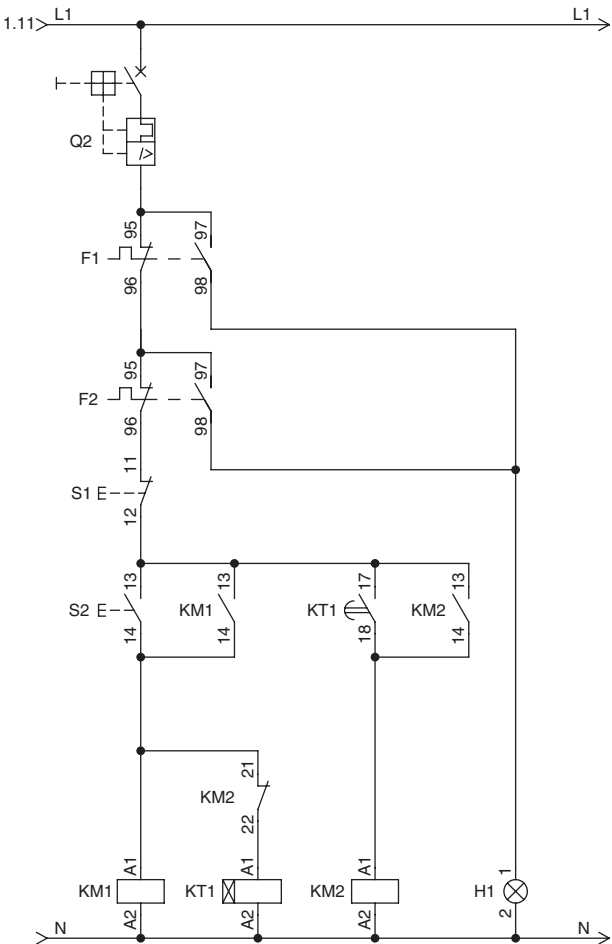 L1 L1
1.11
Q2
95 97
F1
96 98
95 97
F2
96 98
11
S1
12
13 13 17 13
S2 KM1 KT1 KM2
14 14 18 14
21
KM2
22
A1 A1 A1 1
KM1 KT1 KM2 H1
A2 A2 A2 2
N N